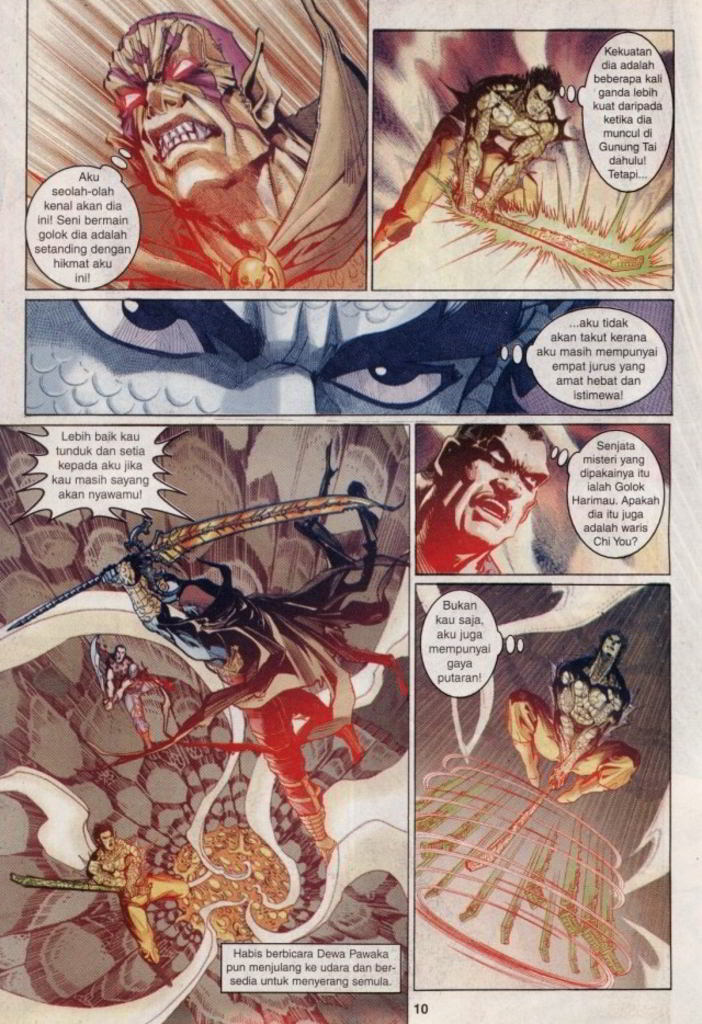 Aku
seolah-olah
kenal akan dia
ini! Seni bermain
golok dia adalah
setanding dengan
hikmat aku
ini!
Kekuatan
dia adalah
beberapa kali
ganda lebih
kuat daripada
ketika dia
muncul di
Gunung Tai
dahulu!
Tetapi...
...aku tidak
akan takut kerana
aku masih mempunyai
empat jurus yang
amat hebat dan
istimewa!
Lebih baik kau
tunduk dan setia
kepada aku jika
kau masih sayang
akan nyawamu!
Senjata
misteri yang
dipakainya itu
ialah Golok
Harimau. Apakah
dia itu juga
adalah waris
Chi You?
Bukan
kau saja,
aku juga
mempunyai
gaya
putaran!
Habis berbicara Dewa Pawaka
pun menjulang ke udara dan ber-
sedia untuk menyerang semula.
10